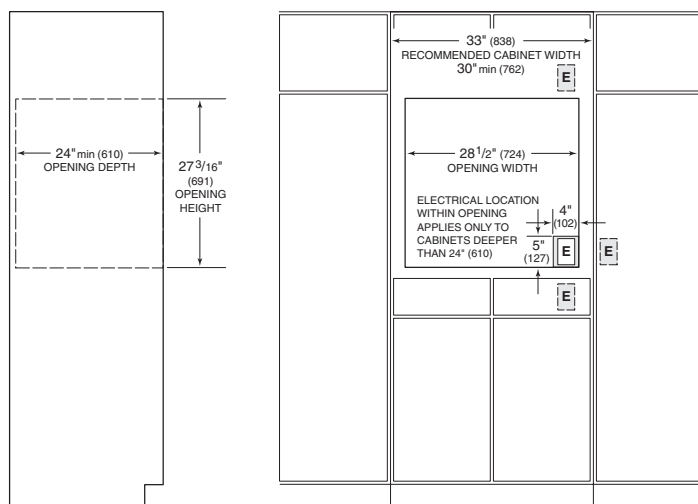 24" min (610)
OPENING DEPTH
27 3/16"
(691)
OPENING
HEIGHT
33" (838)
RECOMMENDED CABINET WIDTH
30" min (762)
E
28 1/2" (724)
OPENING WIDTH
ELECTRICAL LOCATION
WITHIN OPENING
APPLIES ONLY TO
CABINETS DEEPER
THAN 24" (610)
4"
(102)
5"
(127)
E
E
E